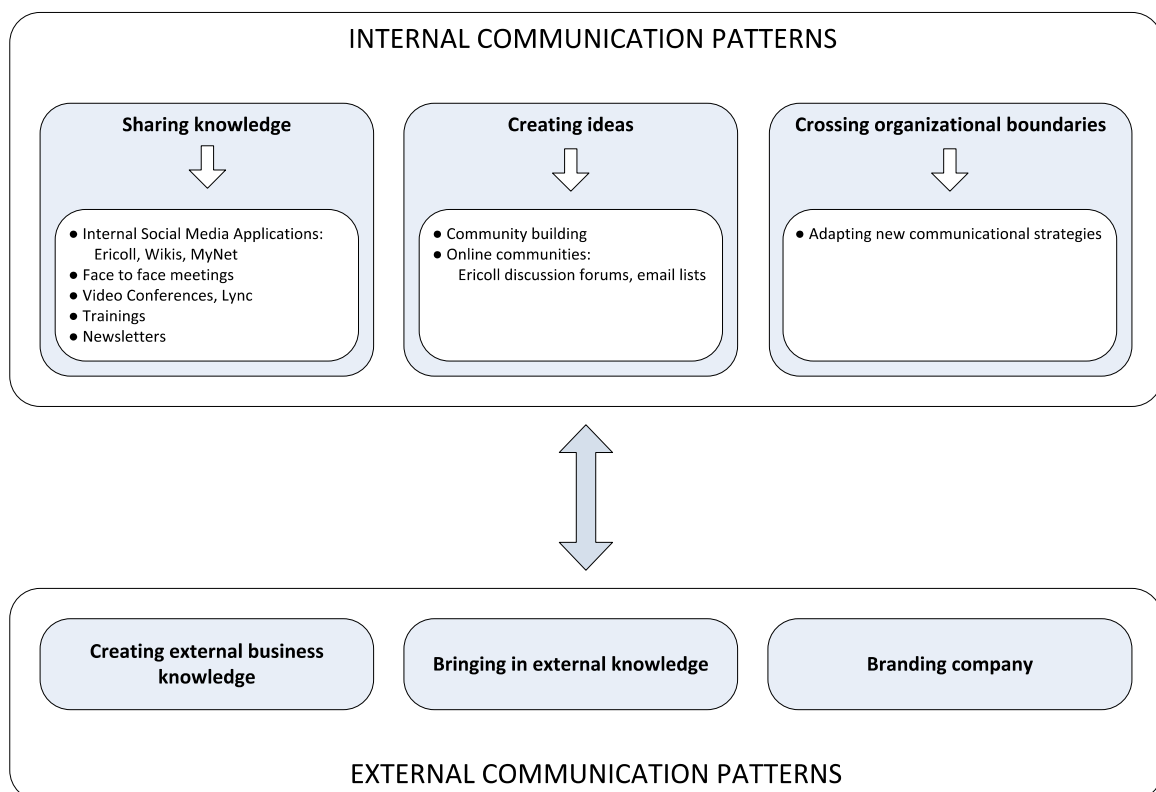 INTERNAL COMMUNICATION PATTERNS
Sharing knowledge
● Internal Social Media Applications:
Ericoll, Wikis, MyNet
● Face to face meetings
● Video Conferences, Lync
● Trainings
● Newsletters
Creating ideas
● Community building
● Online communities:
Ericoll discussion forums, email lists
Crossing organizational boundaries
● Adapting new communicational strategies
Creating external business
knowledge
Bringing in external knowledge
Branding company
EXTERNAL COMMUNICATION PATTERNS